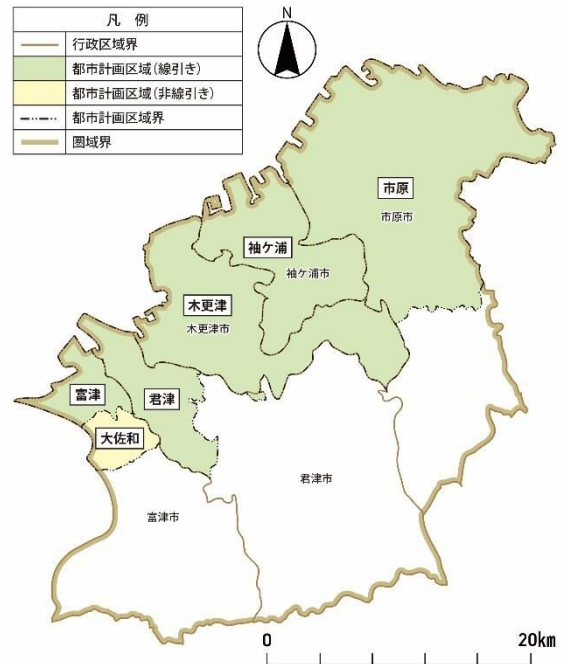 凡 例
行政区域界
都市計画区域(線引き)
都市計画区域(非線引き)
都市計画区域界
圏域界
N
市原
市原市
袖ケ浦
袖ケ浦市
木更津
木更津市
富津
君津
大佐和
君津市
富津市
0
20km